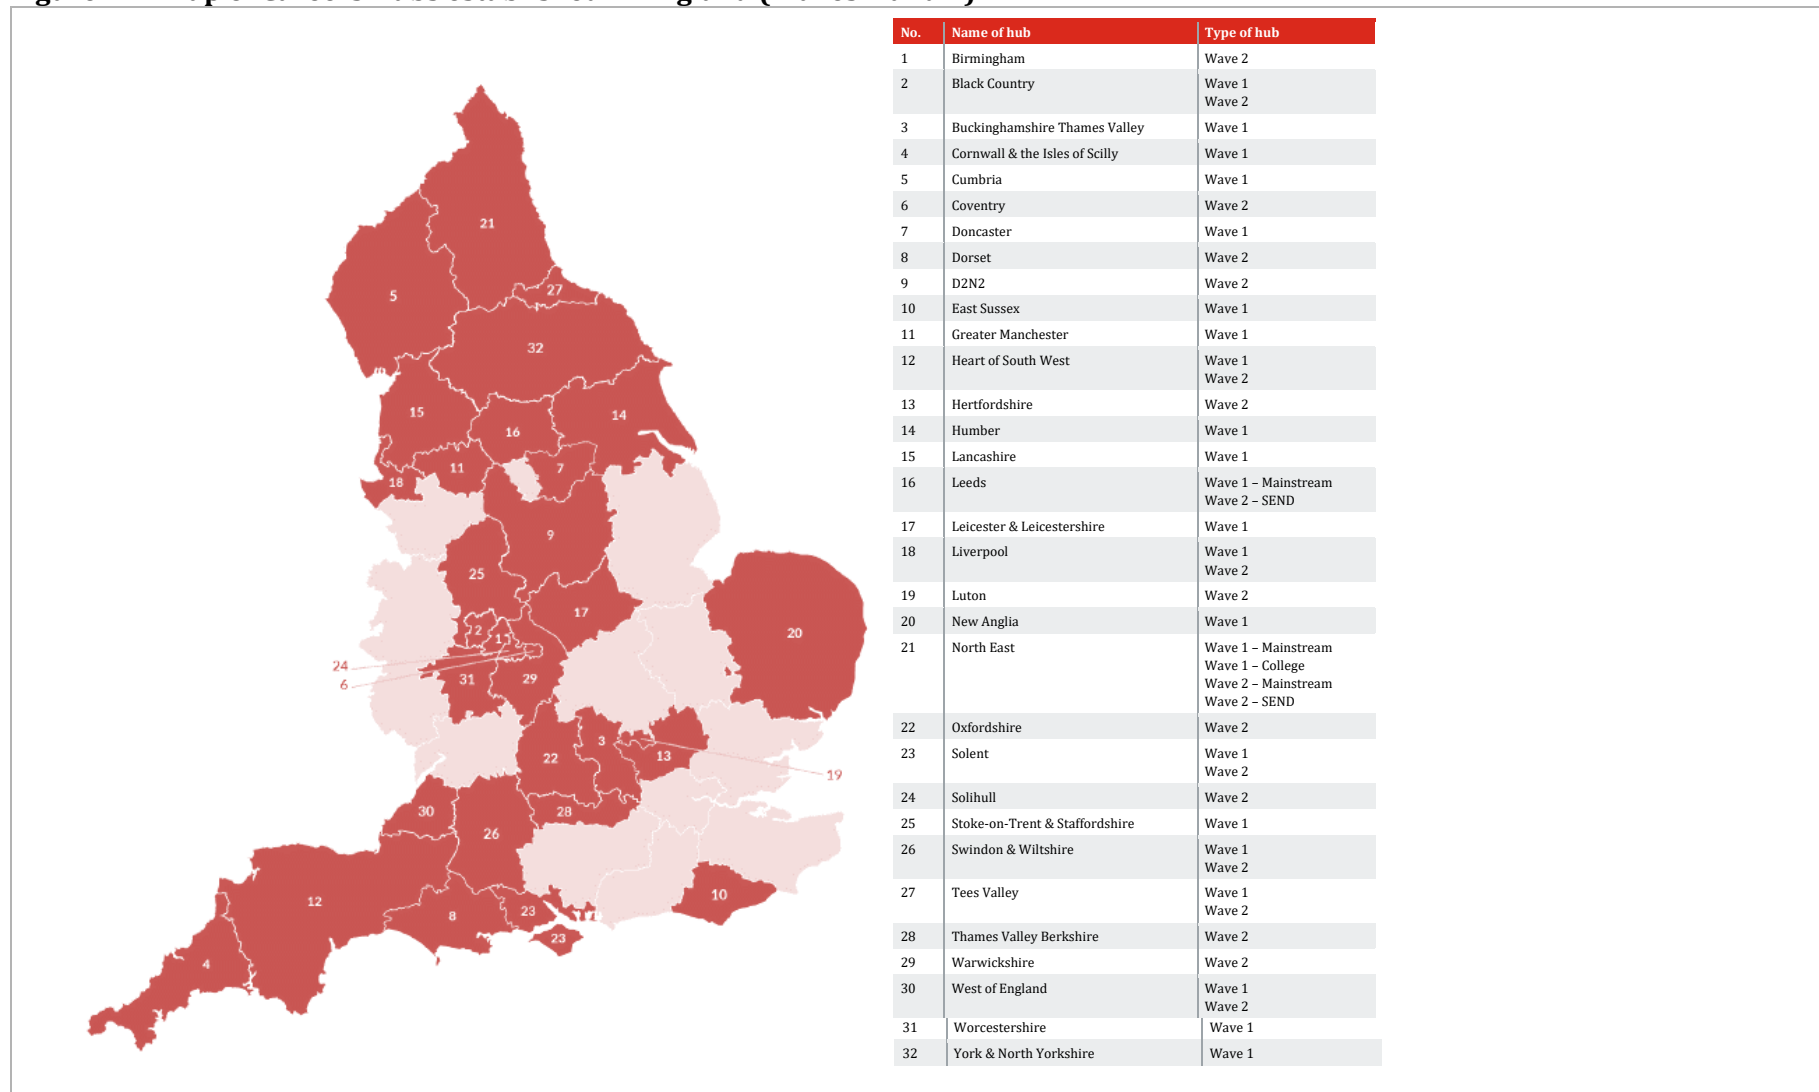 No. Name of hub Type of hub
1 Birmingham Wave 2
2 Black Country Wave 1
Wave 2
3 Buckinghamshire Thames Valley Wave 1
4 Cornwall & the Isles of Scilly Wave 1
5 Cumbria Wave 1
6 Coventry Wave 2
7 Doncaster Wave 1
8 Dorset Wave 2
9 D2N2 Wave 2
10 East Sussex Wave 1
11 Greater Manchester Wave 1
12 Heart of South West Wave 1
Wave 2
13 Hertfordshire Wave 2
14 Humber Wave 1
15 Lancashire Wave 1
16 Leeds Wave 1 – Mainstream
Wave 2 – SEND
17 Leicester & Leicestershire Wave 1
18 Liverpool Wave 1
Wave 2
19 Luton Wave 2
20 New Anglia Wave 1
21 North East Wave 1 – Mainstream
Wave 1 – College
Wave 2 – Mainstream
Wave 2 – SEND
22 Oxfordshire Wave 2
23 Solent Wave 1
Wave 2
24 Solihull Wave 2
25 Stoke-on-Trent & Staffordshire Wave 1
26 Swindon & Wiltshire Wave 1
Wave 2
27 Tees Valley Wave 1
Wave 2
28 Thames Valley Berkshire Wave 2
29 Warwickshire Wave 2
30 West of England Wave 1
Wave 2
31 Worcestershire Wave 1
32 York & North Yorkshire Wave 1
21
5
27
32
15
14
16
11
7
18
9
25
17
2
1
20
24
6
31
29
3
22
13
19
30
28
26
12
10
8
23
23
4